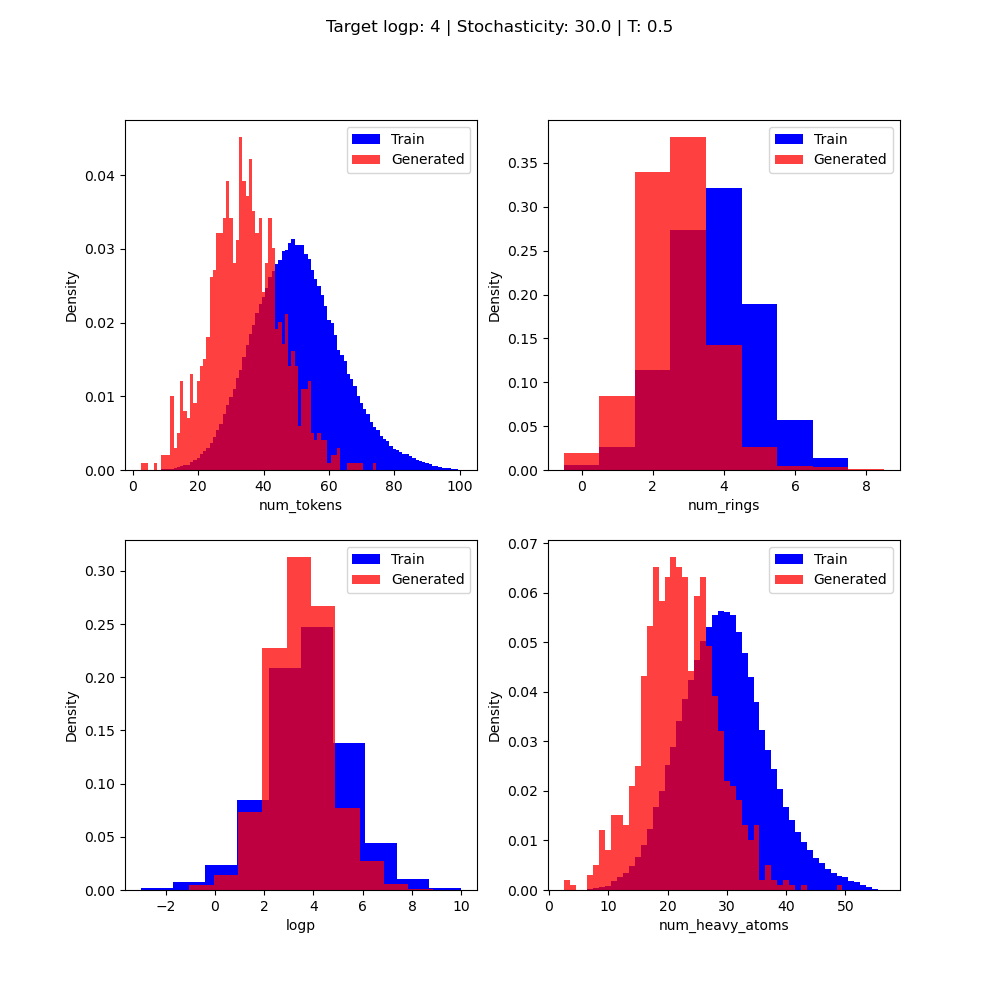 Target logp: 4 | Stochasticity: 30.0 | T: 0.5
Train
Generated
0.04
0.03
0.02
0.01
0.00
Density
0 20 40 60 80 100
num_tokens
Train
Generated
0.35
0.30
0.25
0.20
0.15
0.10
0.05
0.00
Density
0 2 4 6 8
num_rings
Train
Generated
0.30
0.25
0.20
0.15
0.10
0.05
0.00
Density
−2 0 2 4 6 8 10
logp
Train
Generated
0.07
0.06
0.05
0.04
0.03
0.02
0.01
0.00
Density
0 10 20 30 40 50
num_heavy_atoms